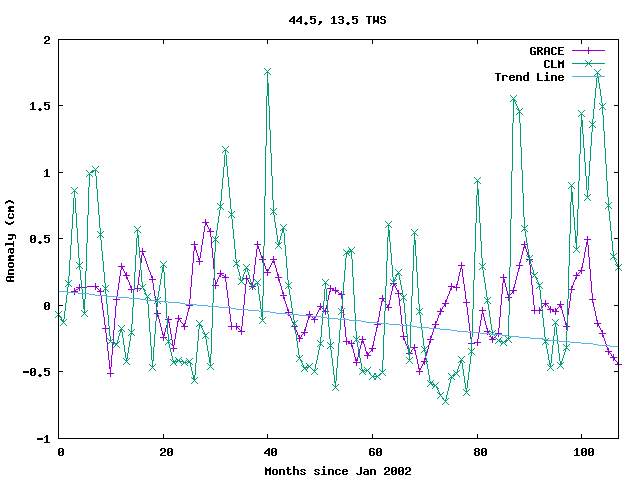 44.5, 13.5 TWS
GRACE
CLM
Trend Line
2
1.5
1
0.5
0
-0.5
-1
Anomaly (cm)
0 20 40 60 80 100
Months since Jan 2002